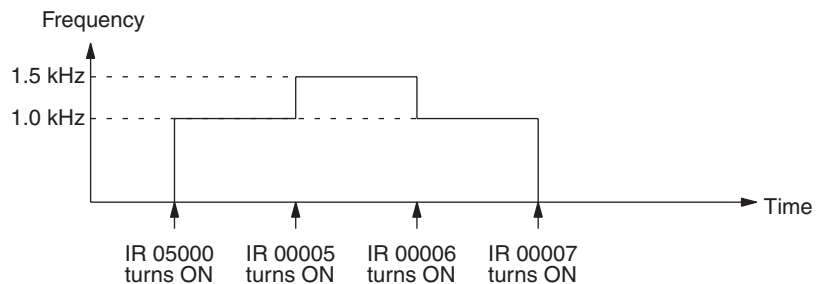 Frequency
1.5 kHz
1.0 kHz
Time
IR 05000 IR 00005 IR 00006 IR 00007
turns ON turns ON turns ON turns ON